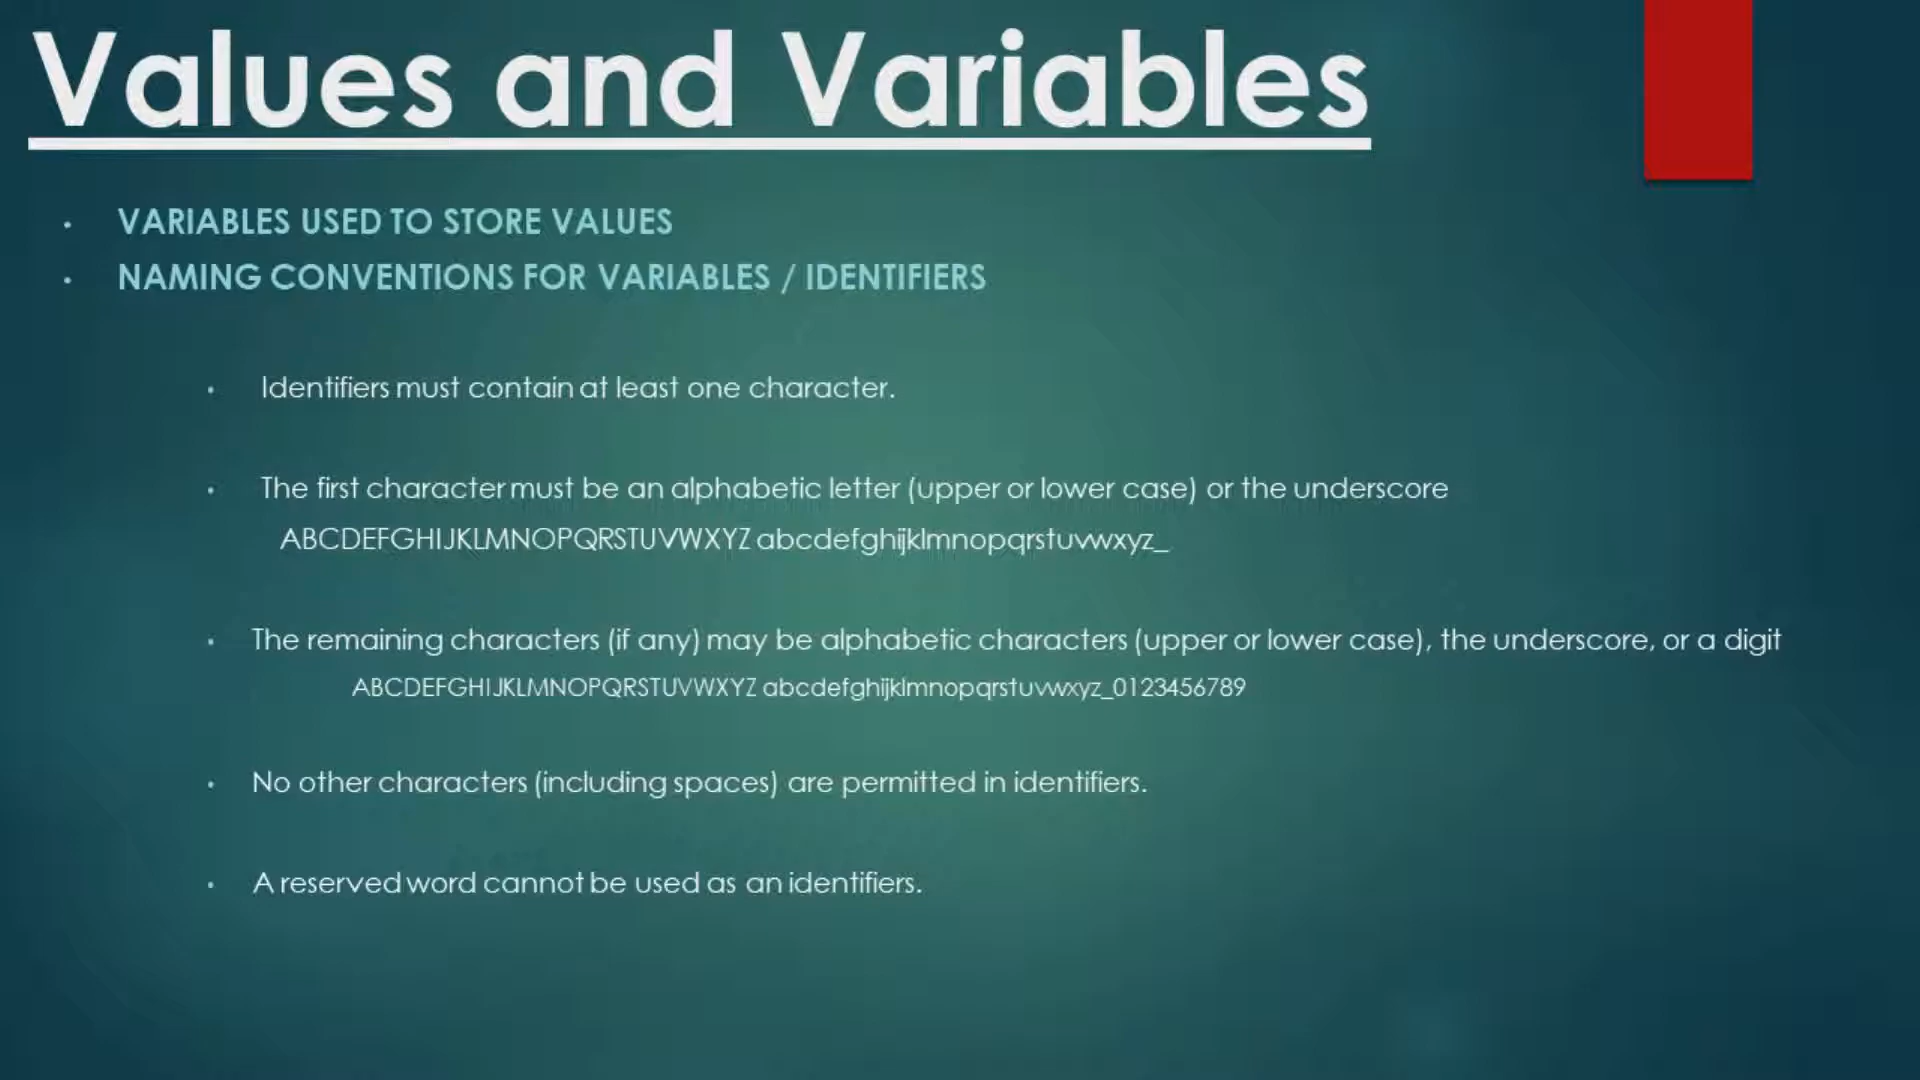 Values and Variables
• VARIABLES USED TO STORE VALUES
• NAMING CONVENTIONS FOR VARIABLES / IDENTIFIERS
• Identifiers must contain at least one character.
• The first character must be an alphabetic letter (upper or lower case) or the underscore
ABCDEFGHIJKLMNOPQRSTUVWXYZ abcdefghijklmnopqrstuvwxyz_
• The remaining characters (if any) may be alphabetic characters (upper or lower case), the underscore, or a digit
ABCDEFGHIJKLMNOPQRSTUVWXYZ abcdefghijklmnopqrstuvwxyz_0123456789
• No other characters (including spaces) are permitted in identifiers.
• A reserved word cannot be used as an identifiers.